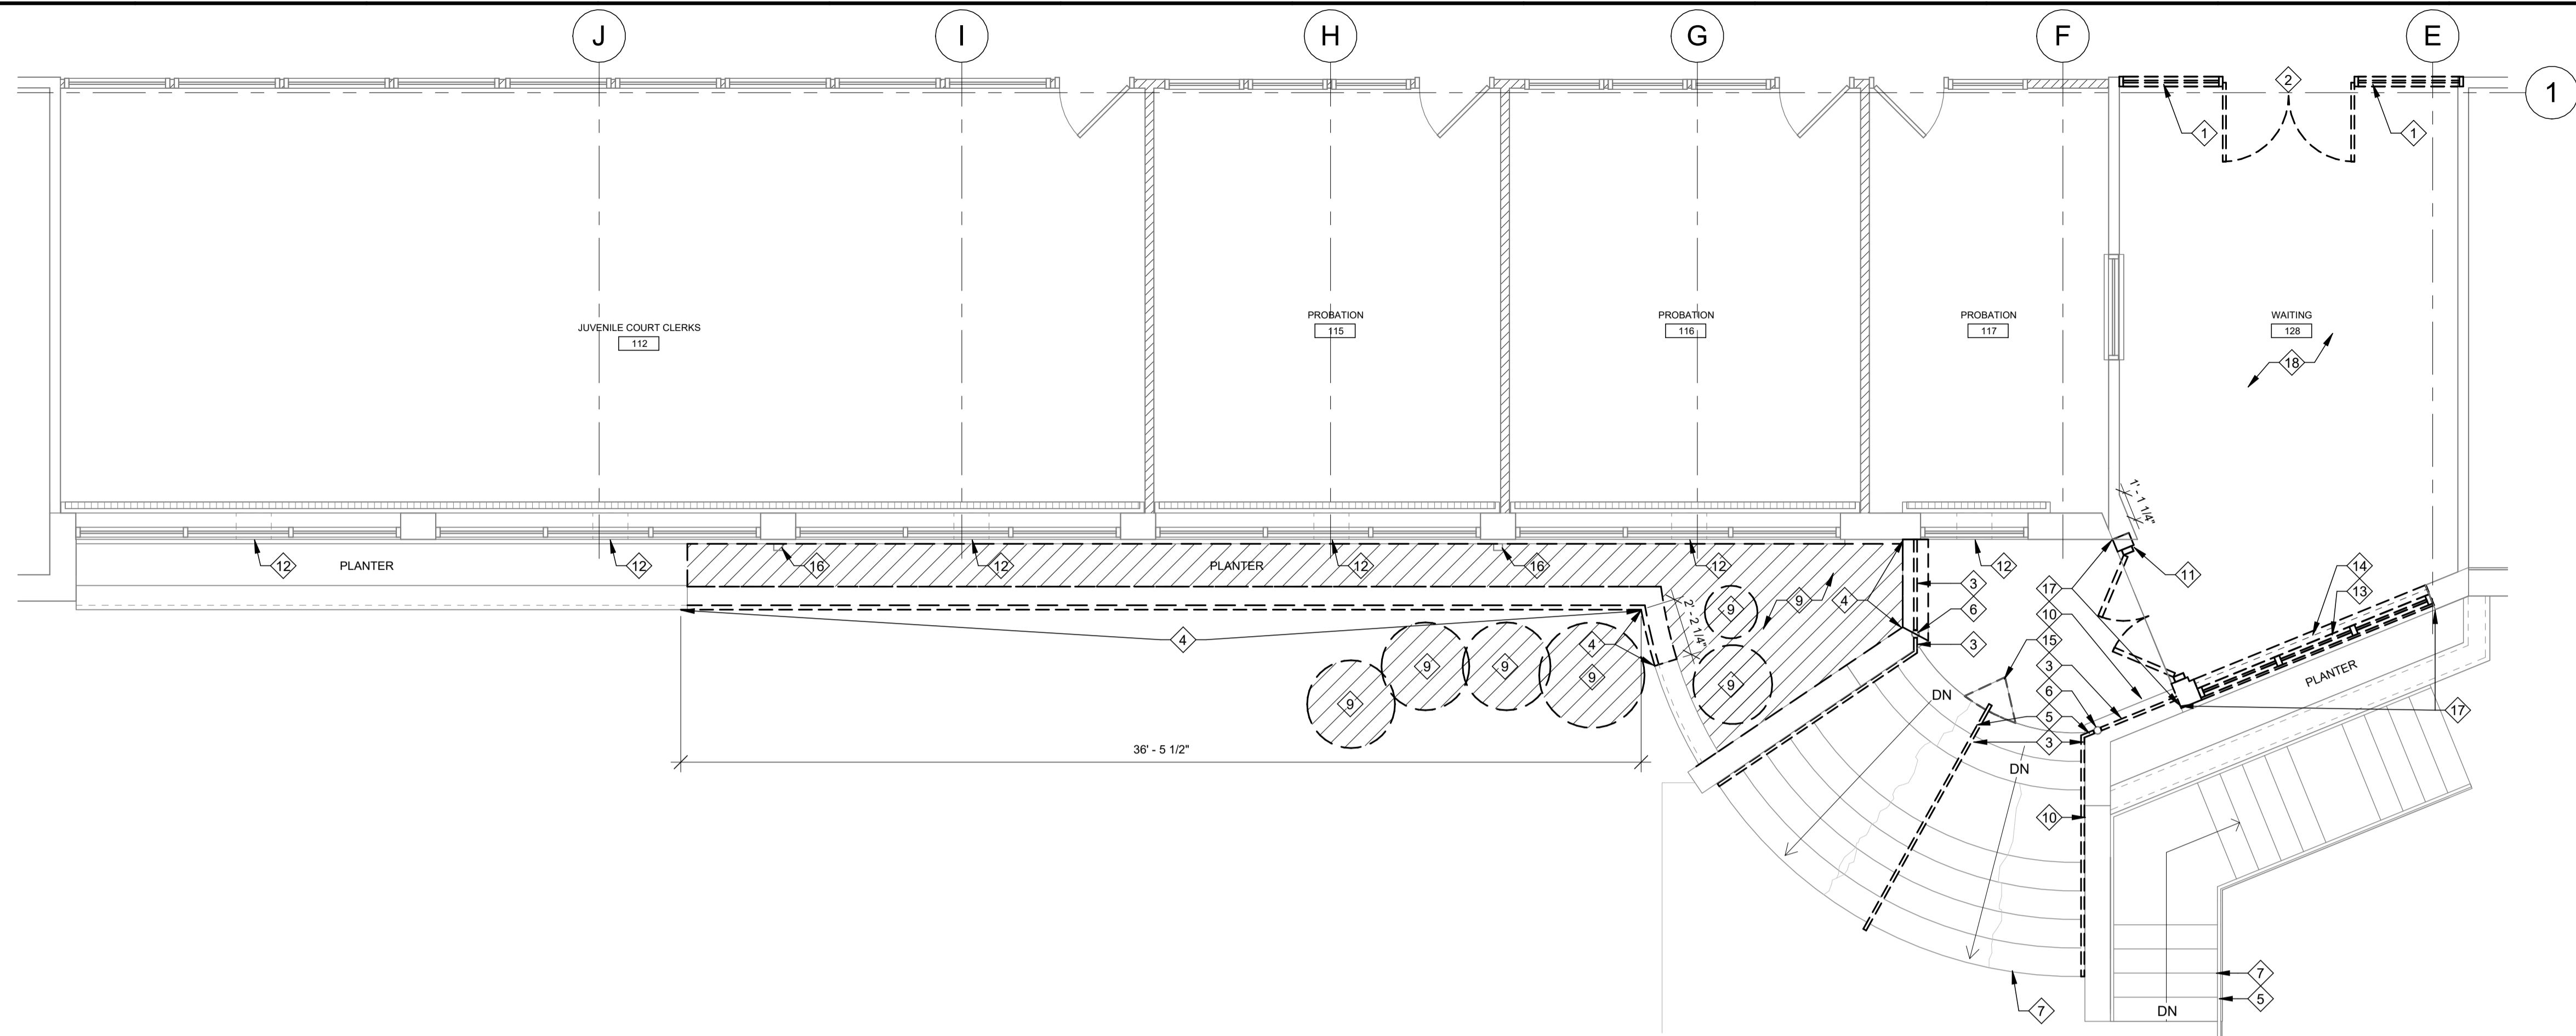 J
I
H
G
F
E
1
2
1
1
JUVENILE COURT CLERKS
112
PROBATION
115
PROBATION
116
PROBATION
117
WAITING
128
18
1' - 1 1/4"
12
PLANTER
12
16
12
PLANTER
12
16
12
9
4
3
12
6
3
17
10
15
3
6
5
3
11
14
13
PLANTER
17
4
4
2' - 2 1/4"
9
9
9
9
9
9
9
DN
DN
36' - 5 1/2"
10
7
7
5
DN